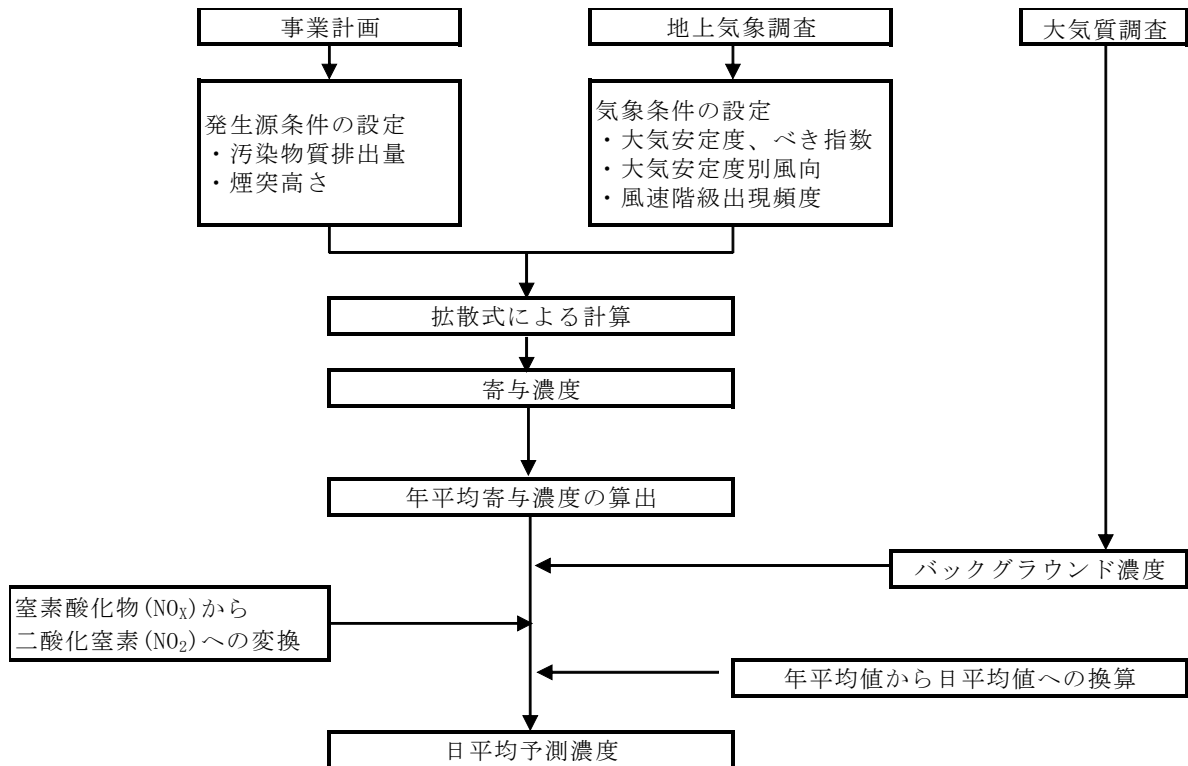 事業計画
地上気象調査
大気質調査
発生源条件の設定
・汚染物質排出量
・煙突高さ
気象条件の設定
・大気安定度、べき指数
・大気安定度別風向
・風速階級出現頻度
拡散式による計算
寄与濃度
年平均寄与濃度の算出
バックグラウンド濃度
窒素酸化物(NOX)から
二酸化窒素(NO2)への変換
年平均値から日平均値への換算
日平均予測濃度